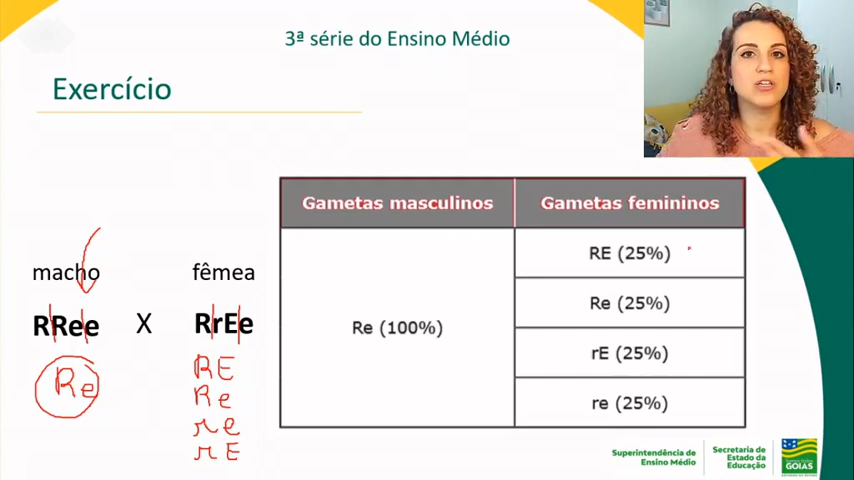 3ª série do Ensino Médio
Exercício
Gametas masculinos
Gametas femininos
Re (100%)
RE (25%)
Re (25%)
rE (25%)
re (25%)
macho
fêmea
RRee X RrEe
Re
RE
Re
re
rE
Superintendência de
Ensino Médio
Secretaria de
Estado da
Educação
GOIÁS